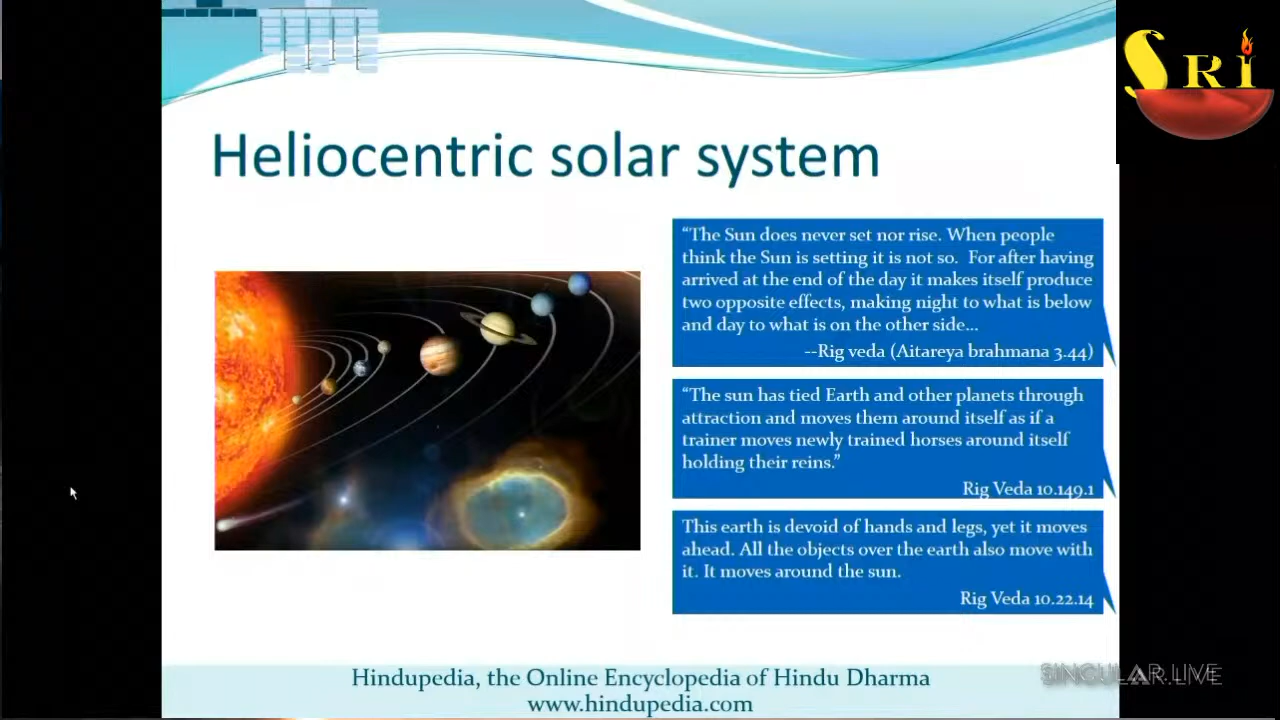 SRi
Heliocentric solar system
“The Sun does never set nor rise. When people
think the Sun is setting it is not so.  For after having
arrived at the end of the day it makes itself produce
two opposite effects, making night to what is below
and day to what is on the other side...
--Rig veda (Aitareya brahmana 3.44)
“The sun has tied Earth and other planets through
attraction and moves them around itself as if a
trainer moves newly trained horses around itself
holding their reins.”
Rig Veda 10.149.1
This earth is devoid of hands and legs, yet it moves
ahead. All the objects over the earth also move with
it. It moves around the sun.
Rig Veda 10.22.14
Hindupedia, the Online Encyclopedia of Hindu Dharma
www.hindupedia.com
SINGULAR.LIVE